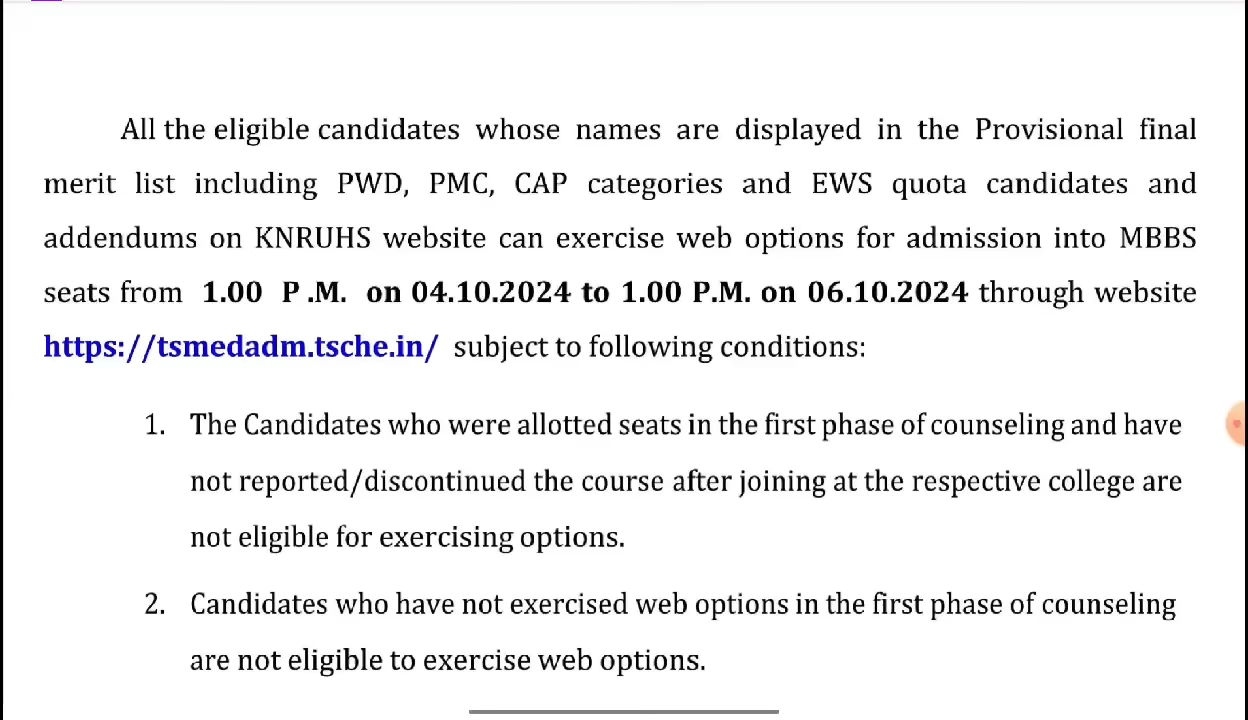 All the eligible candidates whose names are displayed in the Provisional final
merit list including PWD, PMC, CAP categories and EWS quota candidates and
addendums on KNRUHS website can exercise web options for admission into MBBS
seats from 1.00 P .M. on 04.10.2024 to 1.00 P.M. on 06.10.2024 through website
https://tsmedadm.tsche.in/ subject to following conditions:
1. The Candidates who were allotted seats in the first phase of counseling and have
not reported/discontinued the course after joining at the respective college are
not eligible for exercising options.
2. Candidates who have not exercised web options in the first phase of counseling
are not eligible to exercise web options.